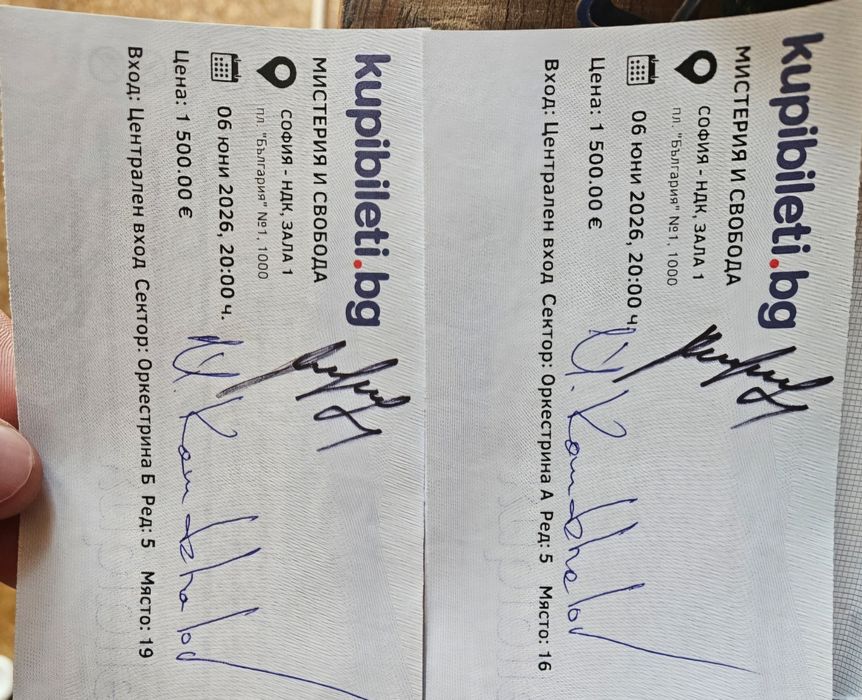 kupibileti.bg
МИСТЕРИЯ И СВОБОДА
СОФИЯ - НДК, ЗАЛА 1
пл. "България" №1, 1000
06 юни 2026, 20:00 ч.
Цена: 1 500.00 €
Вход: Централен вход Сектор: Оркестрина А Ред: 5 Място: 16
kupibileti.bg
МИСТЕРИЯ И СВОБОДА
СОФИЯ - НДК, ЗАЛА 1
пл. "България" №1, 1000
06 юни 2026, 20:00 ч.
Цена: 1 500.00 €
Вход: Централен вход Сектор: Оркестрина Б Ред: 5 Място: 19